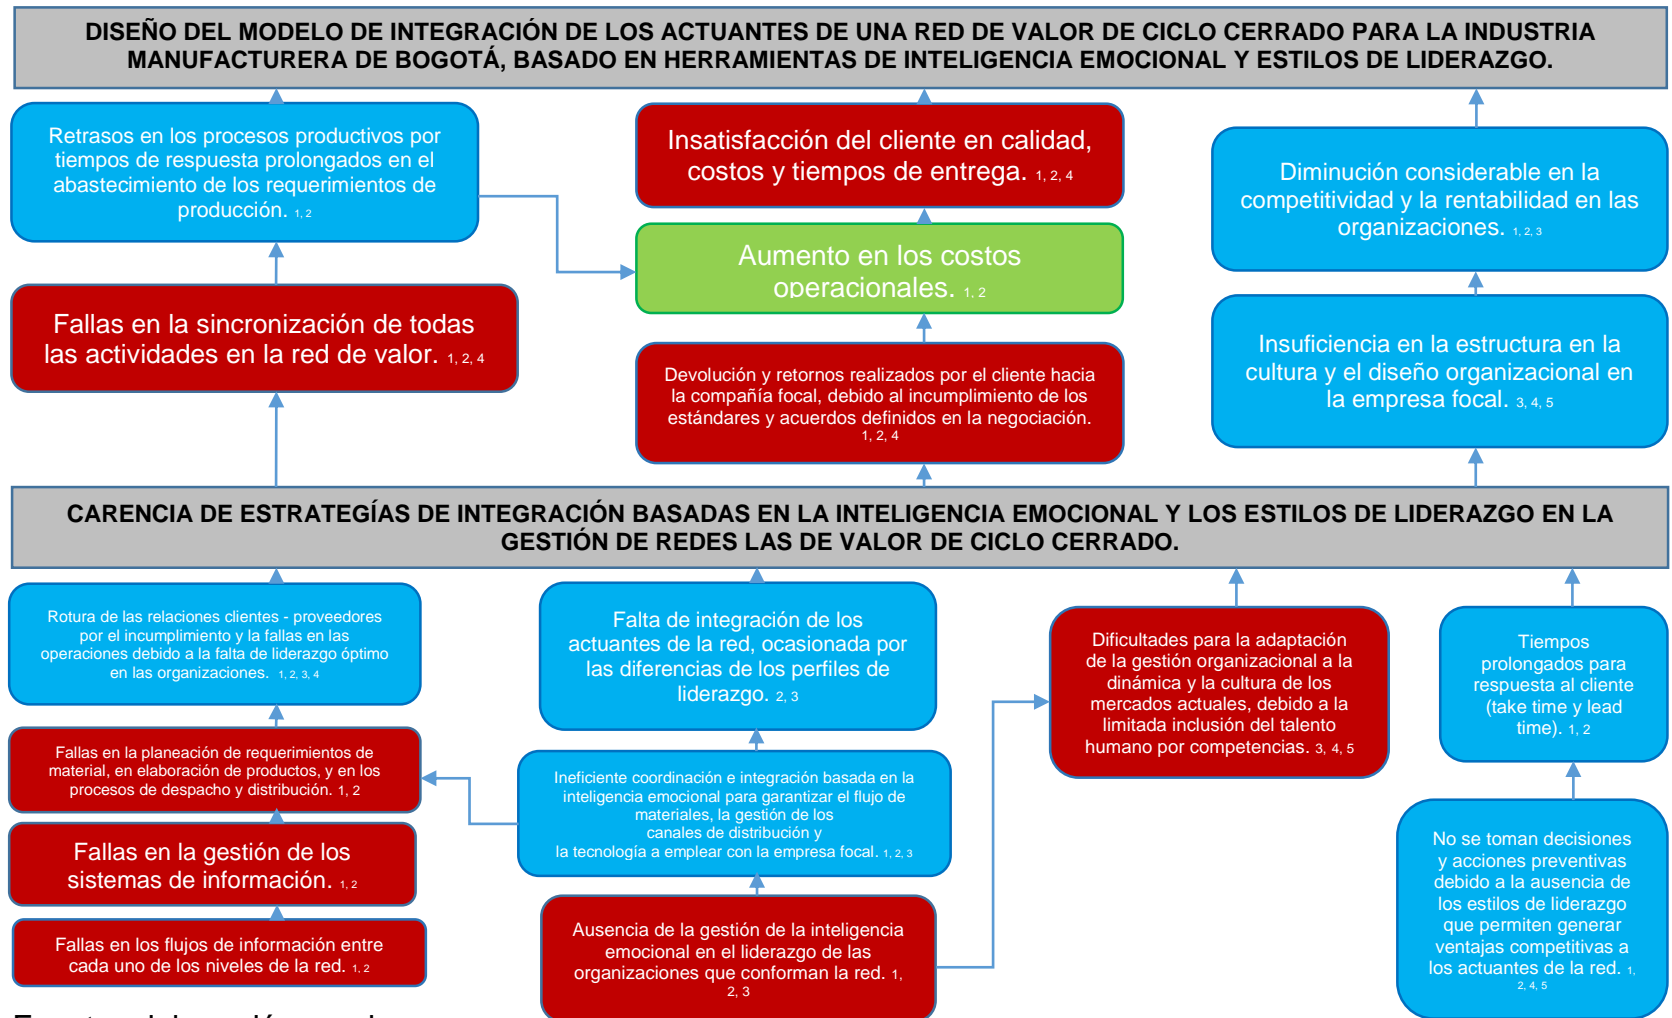 DISEÑO DEL MODELO DE INTEGRACIÓN DE LOS ACTUANTES DE UNA RED DE VALOR DE CICLO CERRADO PARA LA INDUSTRIA
MANUFACTURERA DE BOGOTÁ, BASADO EN HERRAMIENTAS DE INTELIGENCIA EMOCIONAL Y ESTILOS DE LIDERAZGO.
Retrasos en los procesos productivos por
tiempos de respuesta prolongados en el
abastecimiento de los requerimientos de
producción. 1, 2
Insatisfacción del cliente en calidad,
costos y tiempos de entrega. 1, 2, 4
Diminución considerable en la
competitividad y la rentabilidad en las
organizaciones. 1, 2, 3
Aumento en los costos
operacionales. 1, 2
Fallas en la sincronización de todas
las actividades en la red de valor. 1, 2, 4
Devolución y retornos realizados por el cliente hacia
la compañía focal, debido al incumplimiento de los
estándares y acuerdos definidos en la negociación.
1, 2, 4
Insuficiencia en la estructura en la
cultura y el diseño organizacional en
la empresa focal. 3, 4, 5
CARENCIA DE ESTRATEGÍAS DE INTEGRACIÓN BASADAS EN LA INTELIGENCIA EMOCIONAL Y LOS ESTILOS DE LIDERAZGO EN LA
GESTIÓN DE REDES LAS DE VALOR DE CICLO CERRADO.
Rotura de las relaciones clientes - proveedores
por el incumplimiento y la fallas en las
operaciones debido a la falta de liderazgo óptimo
en las organizaciones. 1, 2, 3, 4
Falta de integración de los
actuantes de la red, ocasionada por
las diferencias de los perfiles de
liderazgo. 2, 3
Dificultades para la adaptación
de la gestión organizacional a la
dinámica y la cultura de los
mercados actuales, debido a la
limitada inclusión del talento
humano por competencias. 3, 4, 5
Tiempos
prolongados para
respuesta al cliente
(take time y lead
time). 1, 2
Fallas en la planeación de requerimientos de
material, en elaboración de productos, y en los
procesos de despacho y distribución. 1, 2
Ineficiente coordinación e integración basada en la
inteligencia emocional para garantizar el flujo de
materiales, la gestión de los
canales de distribución y
la tecnología a emplear con la empresa focal. 1, 2, 3
Fallas en la gestión de los
sistemas de información. 1, 2
No se toman decisiones
y acciones preventivas
debido a la ausencia de
los estilos de liderazgo
que permiten generar
ventajas competitivas a
los actuantes de la red. 1,
2, 4, 5
Fallas en los flujos de información entre
cada uno de los niveles de la red. 1, 2
Ausencia de la gestión de la inteligencia
emocional en el liderazgo de las
organizaciones que conforman la red. 1,
2, 3